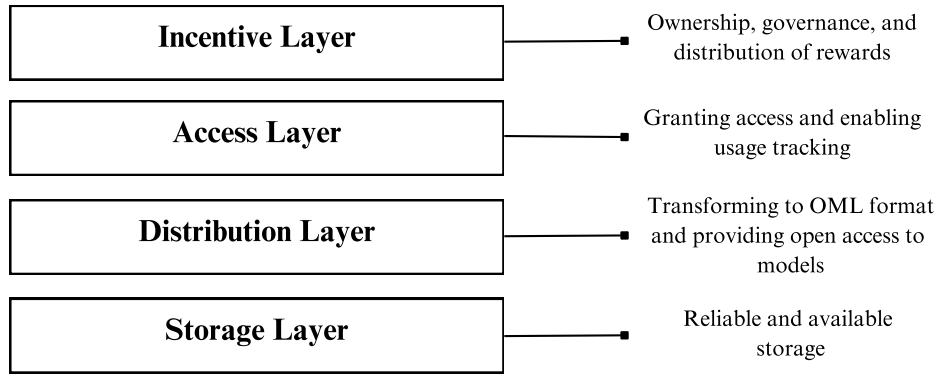 Incentive Layer
Ownership, governance, and
distribution of rewards
Access Layer
Granting access and enabling
usage tracking
Distribution Layer
Transforming to OML format
and providing open access to
models
Storage Layer
Reliable and available
storage